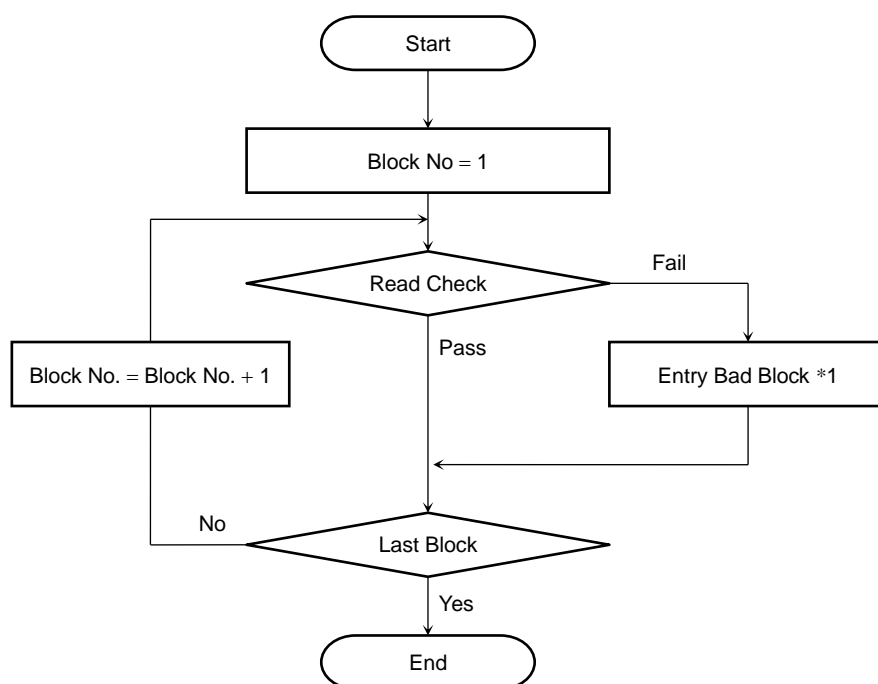 Start
Block No = 1
Read Check
Fail
Pass
Block No. = Block No. + 1
Entry Bad Block *1
No
Last Block
Yes
End